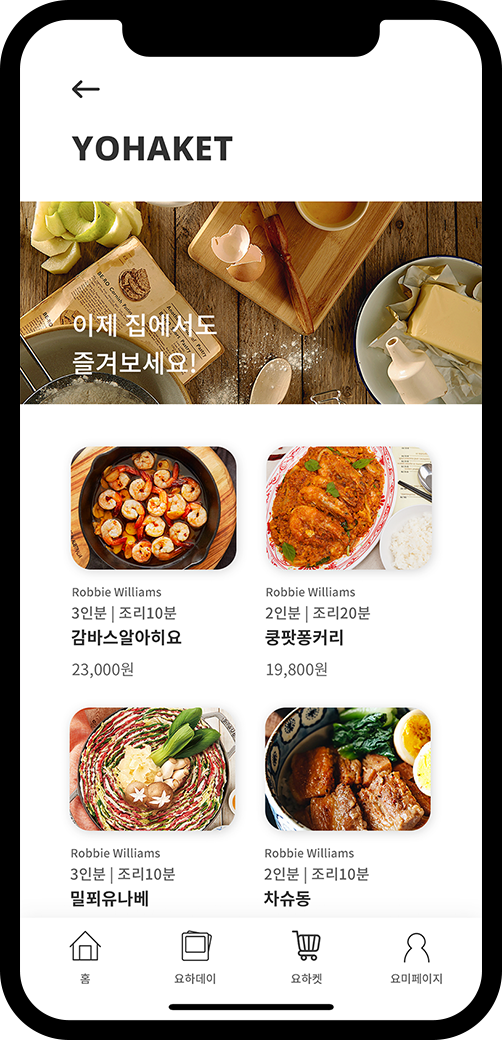 YOHAKET
이제 집에서도
즐겨보세요!
Robbie Williams
3인분 | 조리10분
감바스알아히요
23,000원
Robbie Williams
2인분 | 조리20분
쿵팟퐁커리
19,800원
Robbie Williams
3인분 | 조리10분
밀푀유나베
Robbie Williams
2인분 | 조리10분
차슈동
홈
요하데이
요하켓
요미페이지